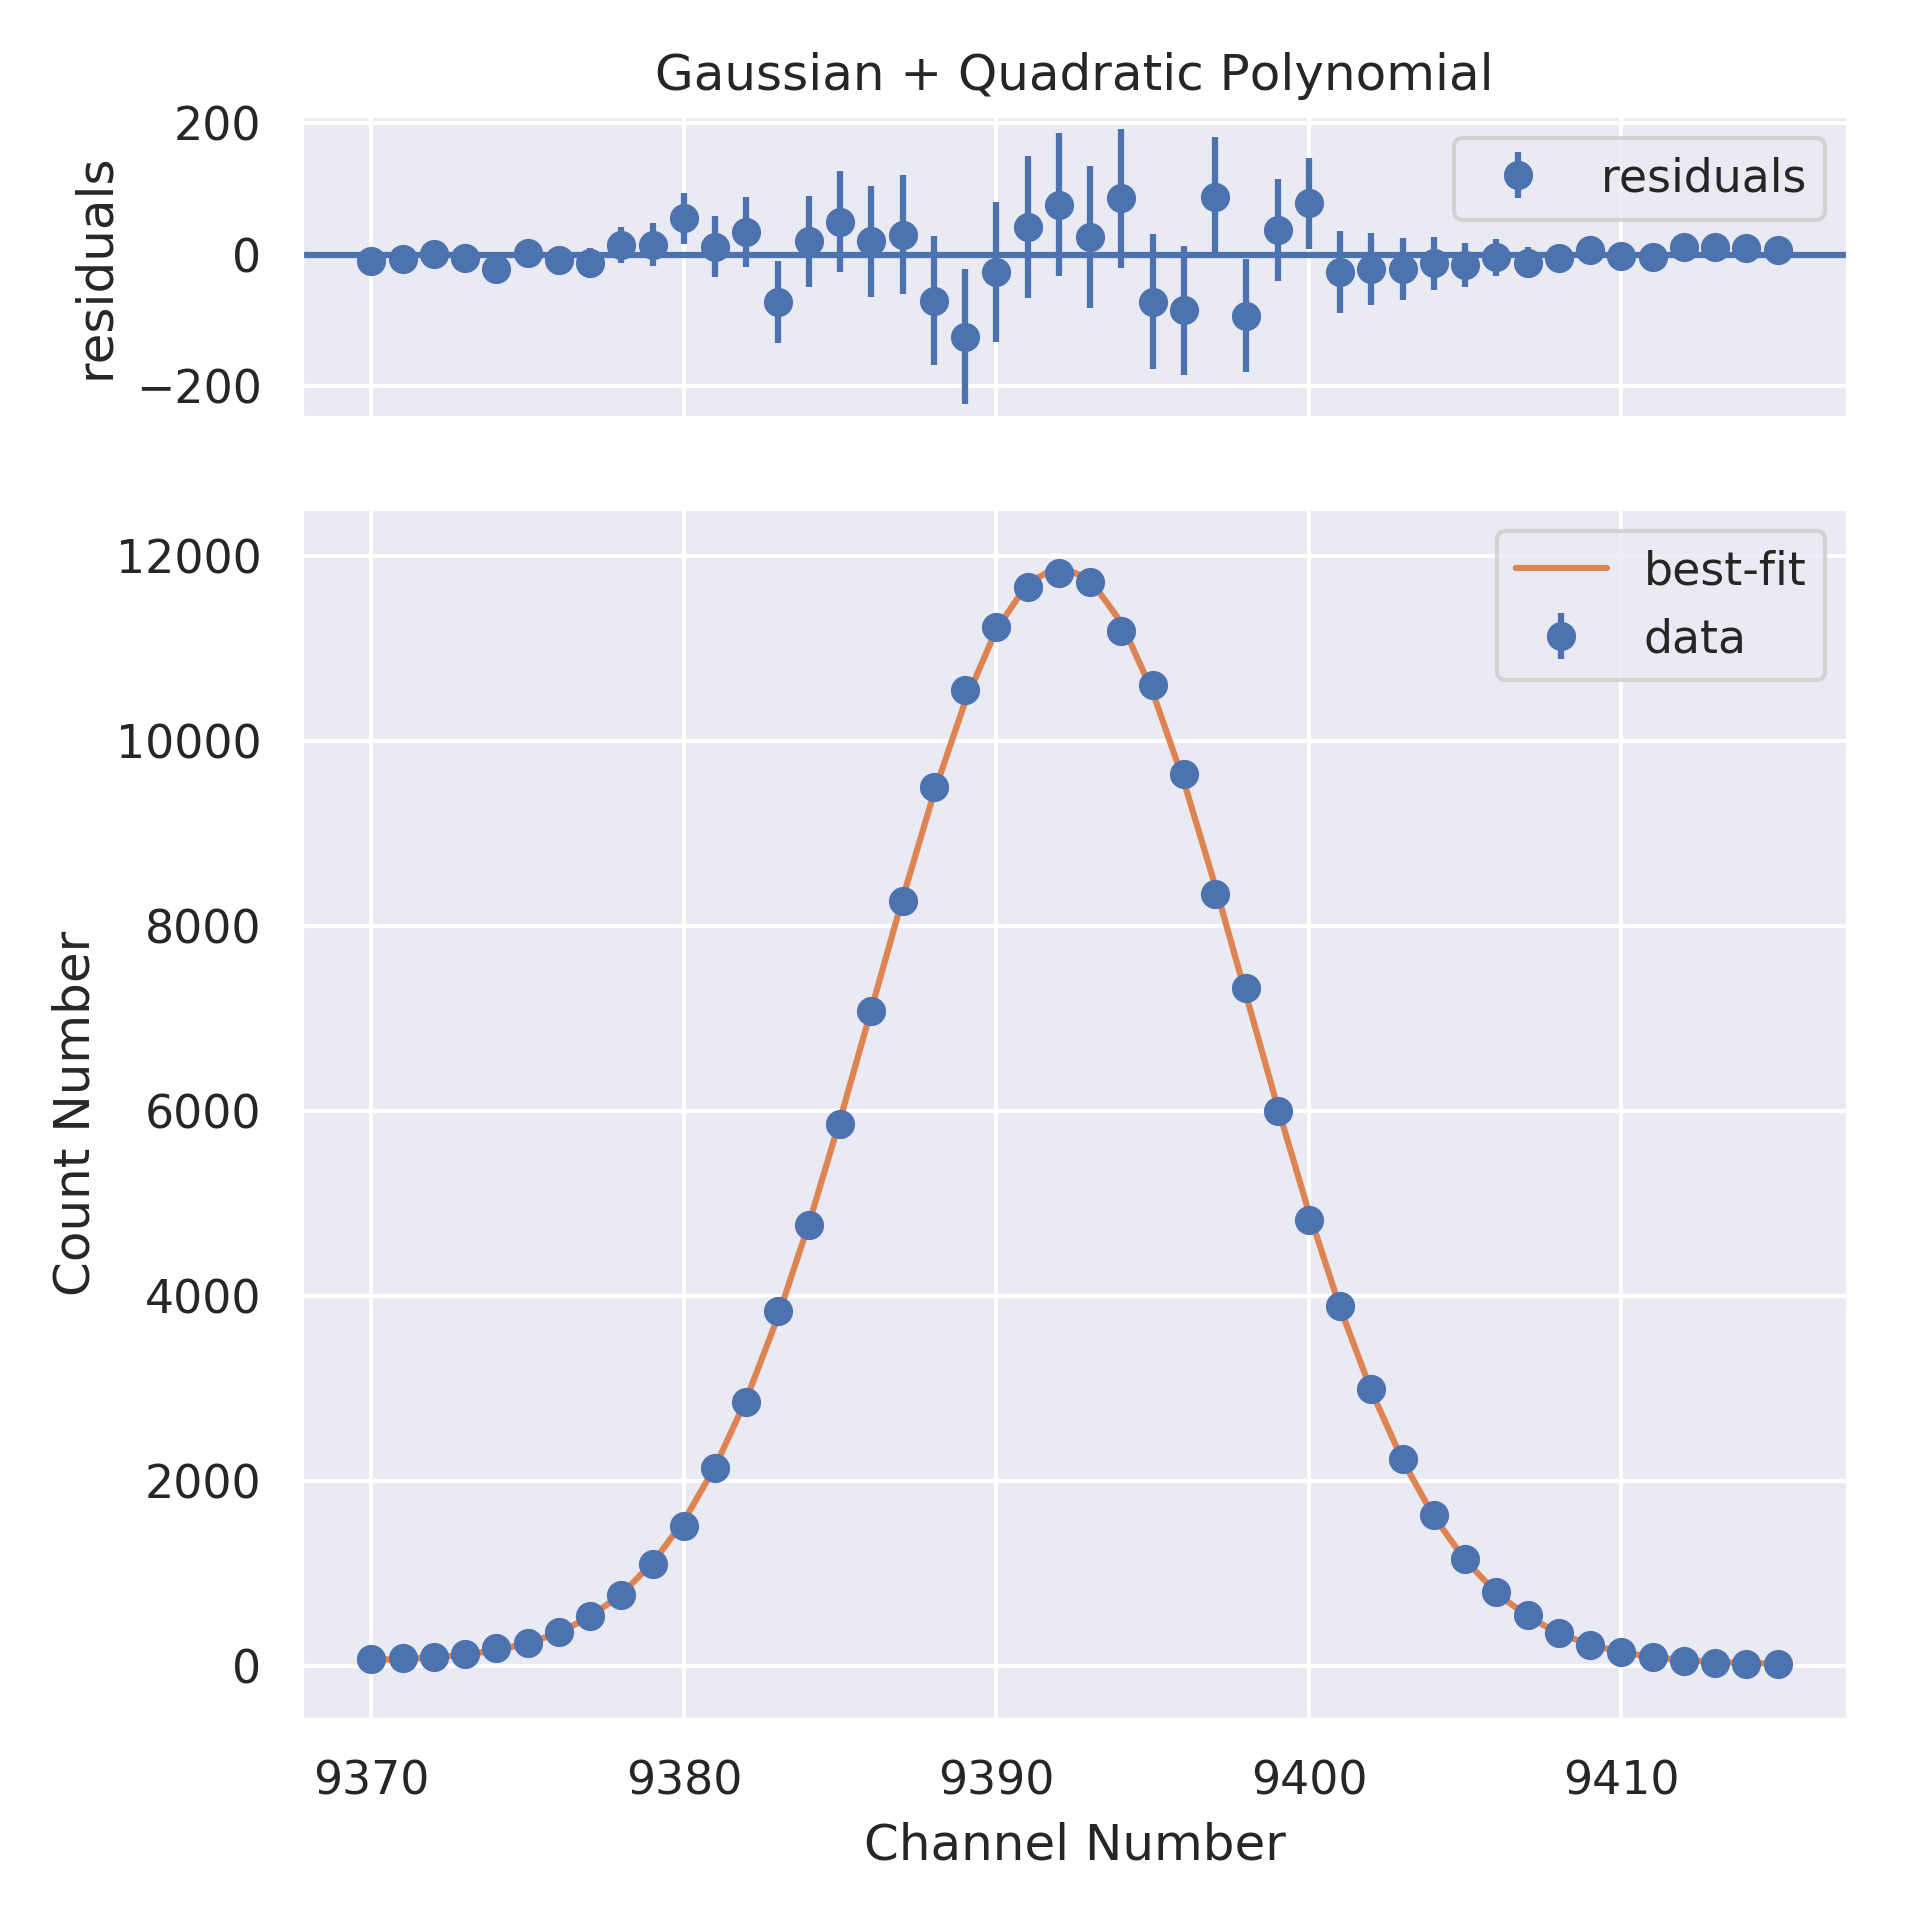 Gaussian + Quadratic Polynomial
200
0
−200
residuals
residuals
12000
10000
8000
6000
4000
2000
0
Count Number
best-fit
data
9370 9380 9390 9400 9410
Channel Number